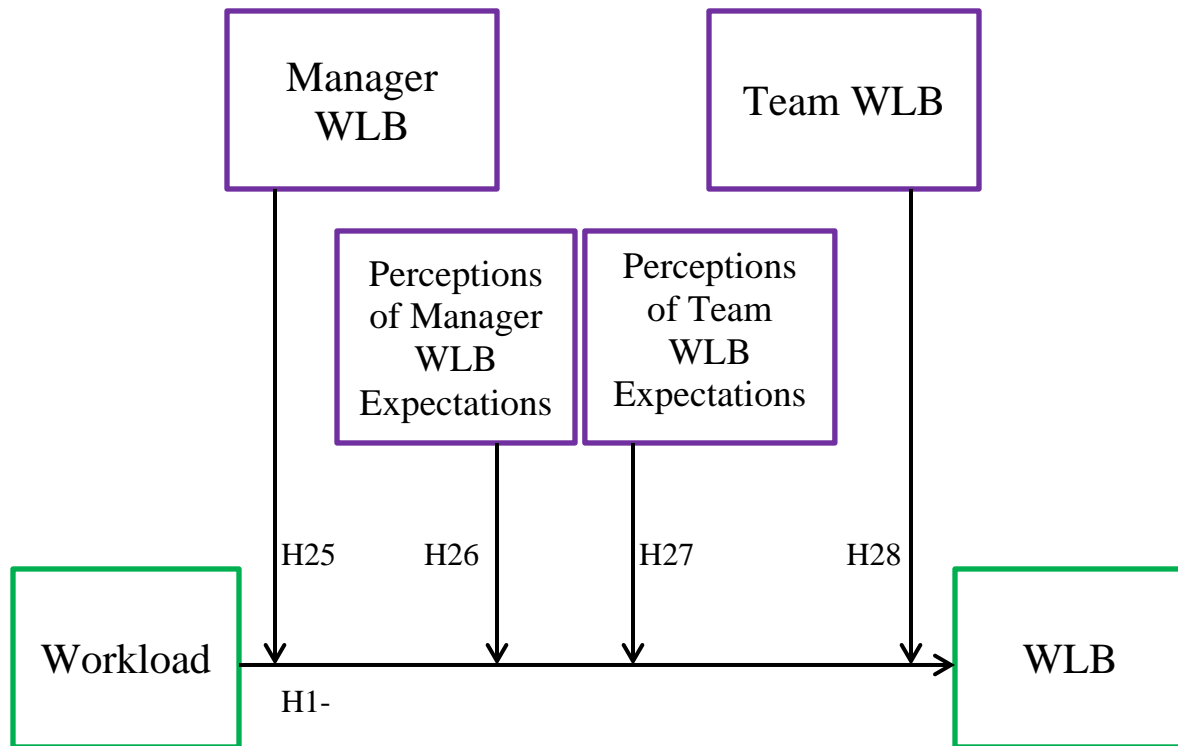 Manager
WLB
Team WLB
Perceptions
of Manager
WLB
Expectations
Perceptions
of Team
WLB
Expectations
H25
H26
H27
H28
Workload
WLB
H1-